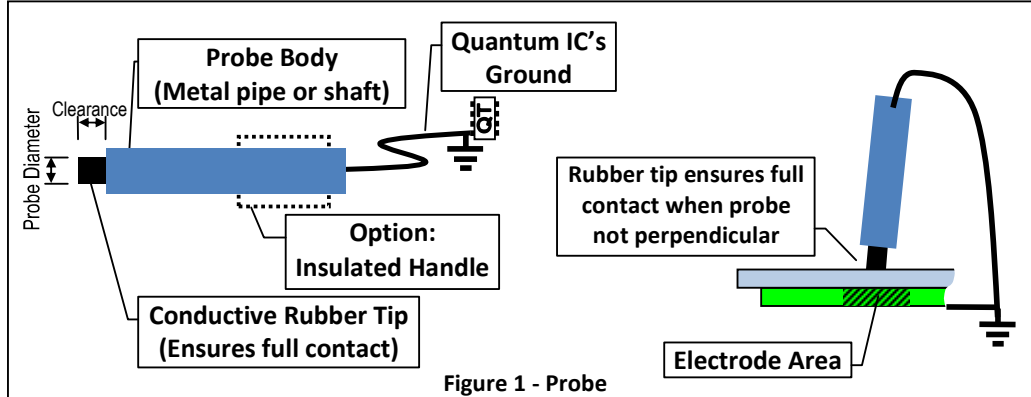 Quantum IC's
Ground
Probe Body
(Metal pipe or shaft)
Clearance
QT
Probe Diameter
Rubber tip ensures full
contact when probe
not perpendicular
Option:
Insulated Handle
Conductive Rubber Tip
(Ensures full contact)
Electrode Area
Figure 1 - Probe